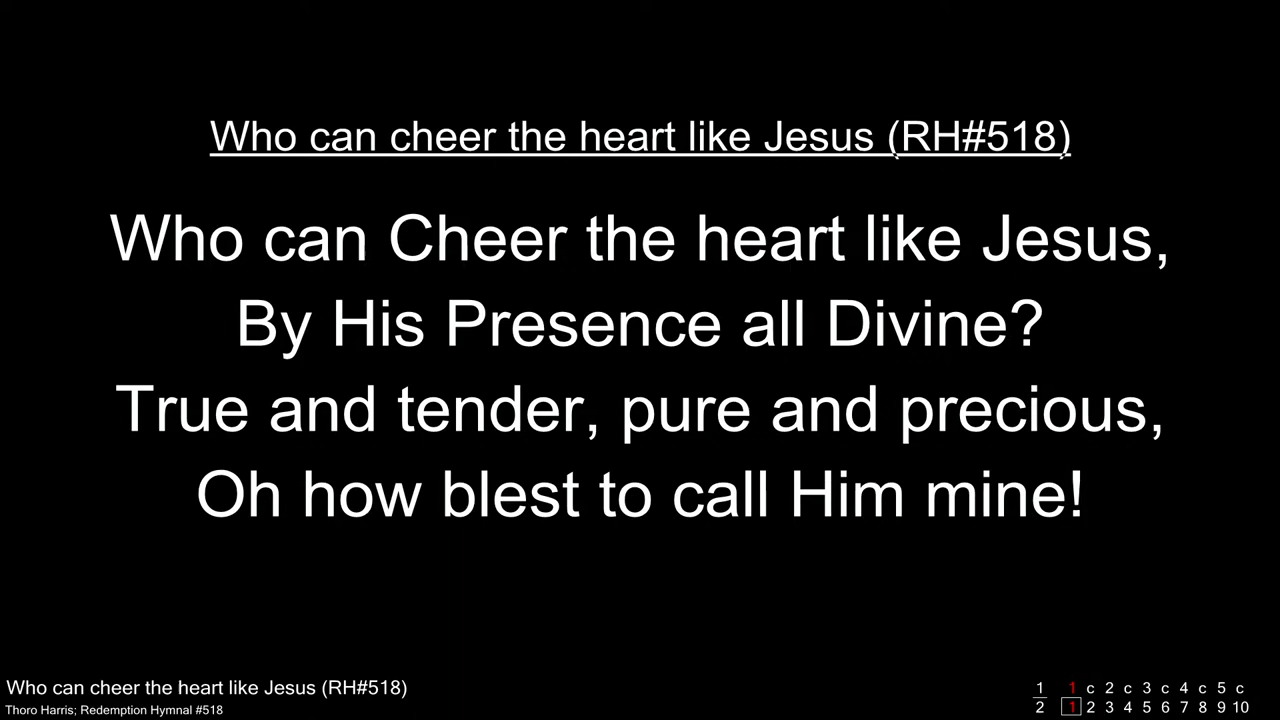 Who can cheer the heart like Jesus (RH#518)
Who can Cheer the heart like Jesus,
By His Presence all Divine?
True and tender, pure and precious,
Oh how blest to call Him mine!
Who can cheer the heart like Jesus (RH#518)
Thoro Harris; Redemption Hymnal #518
1 1 c 2 c 3 c 4 c 5 c
2 1 2 3 4 5 6 7 8 9 10